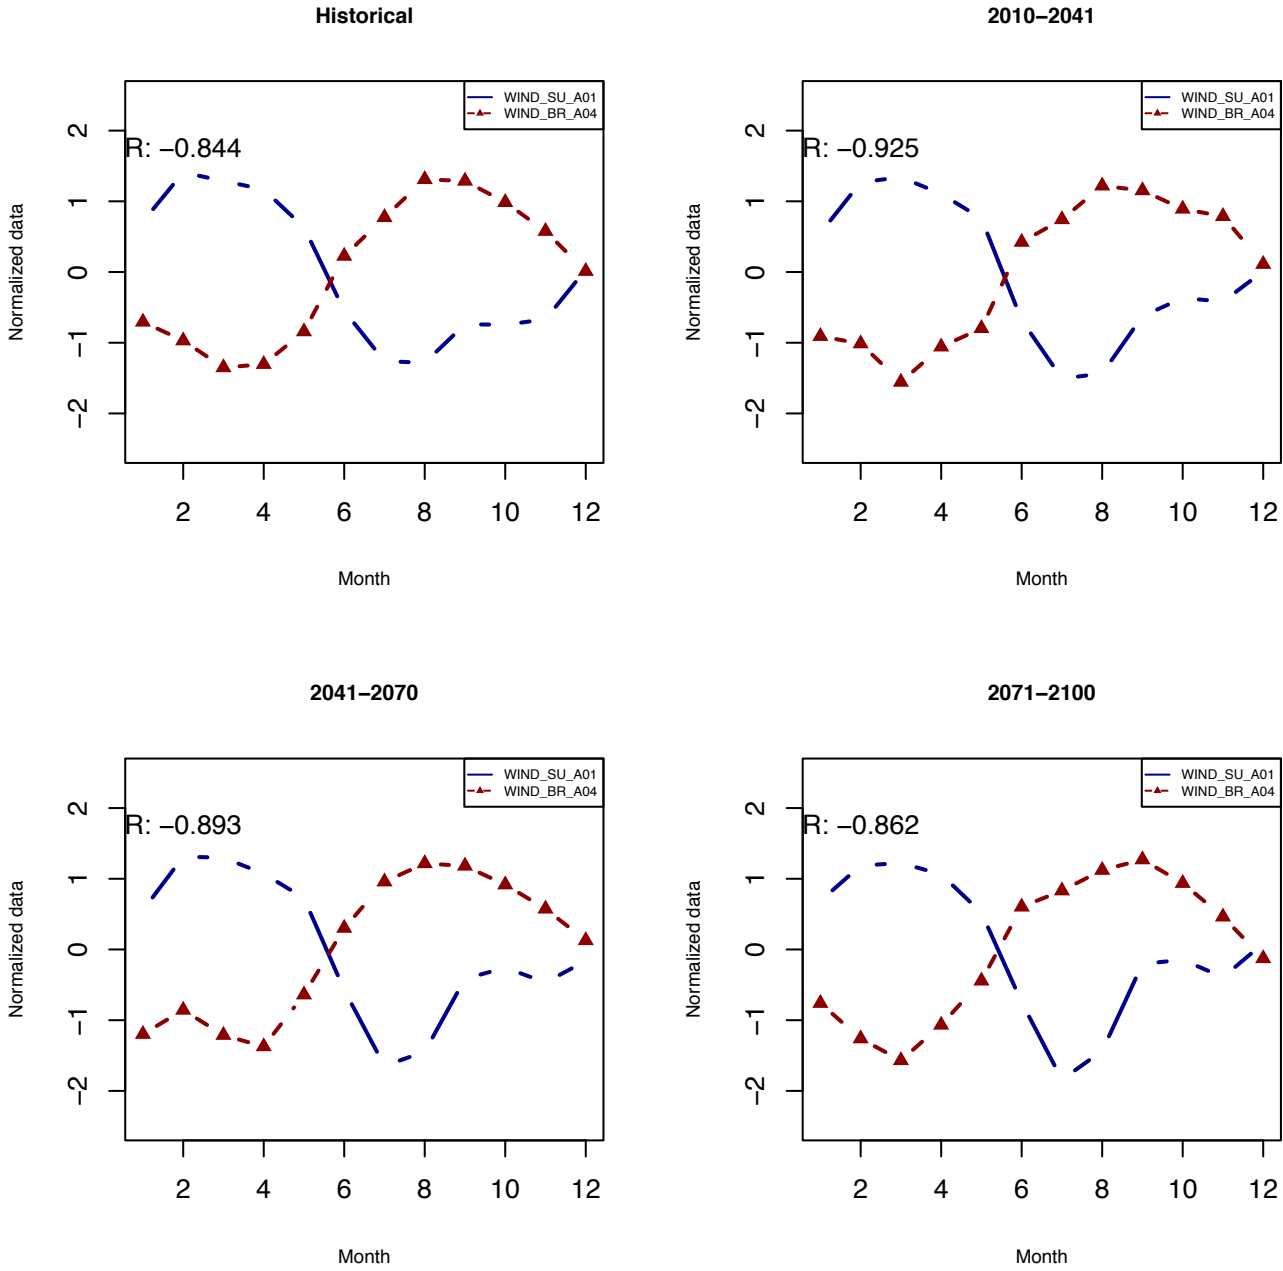 Historical
WIND_SU_A01
WIND_BR_A04
R: −0.844
2
1
0
−1
−2
Normalized data
2 4 6 8 10 12
Month
2010−2041
WIND_SU_A01
WIND_BR_A04
R: −0.925
2
1
0
−1
−2
Normalized data
2 4 6 8 10 12
Month
2041−2070
WIND_SU_A01
WIND_BR_A04
R: −0.893
2
1
0
−1
−2
Normalized data
2 4 6 8 10 12
Month
2071−2100
WIND_SU_A01
WIND_BR_A04
R: −0.862
2
1
0
−1
−2
Normalized data
2 4 6 8 10 12
Month